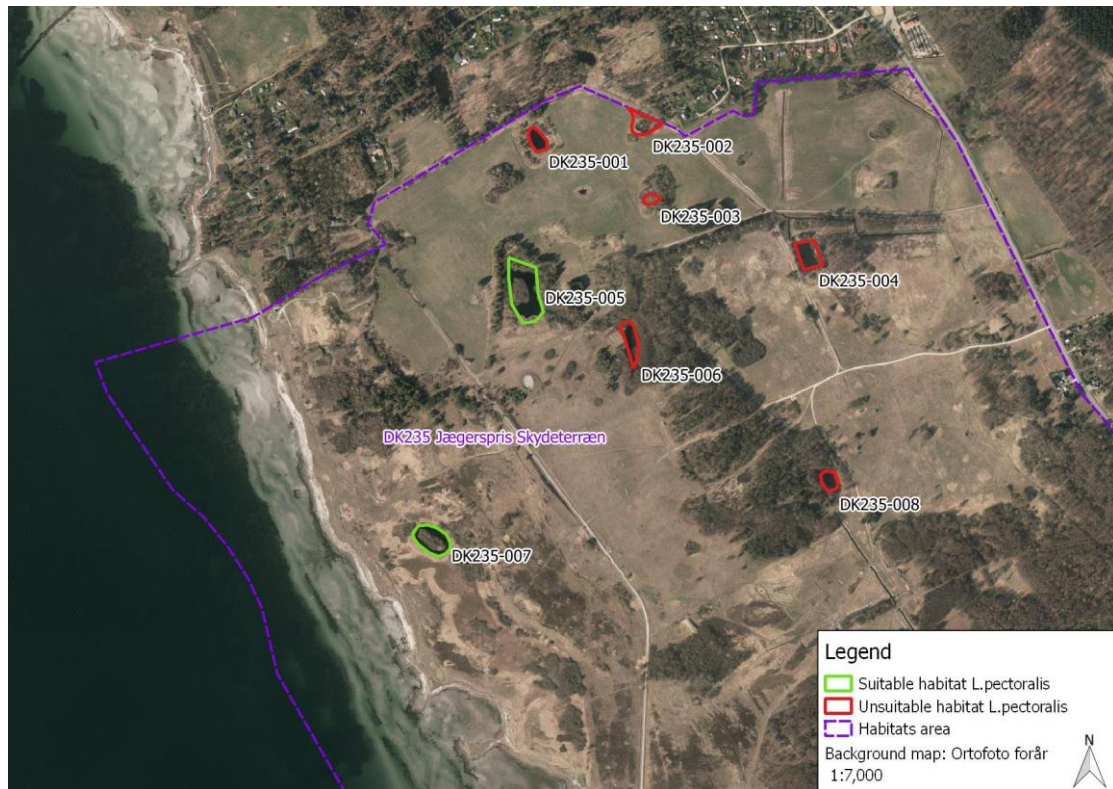 DK235-001
DK235-002
DK235-003
DK235-004
DK235-005
DK235-006
DK235 Jægerspris Skydeterræn
DK235-008
DK235-007
Legend
Suitable habitat L.pectoralis
Unsuitable habitat L.pectoralis
Habitats area
Background map: Ortofoto forår
1:7,000
N